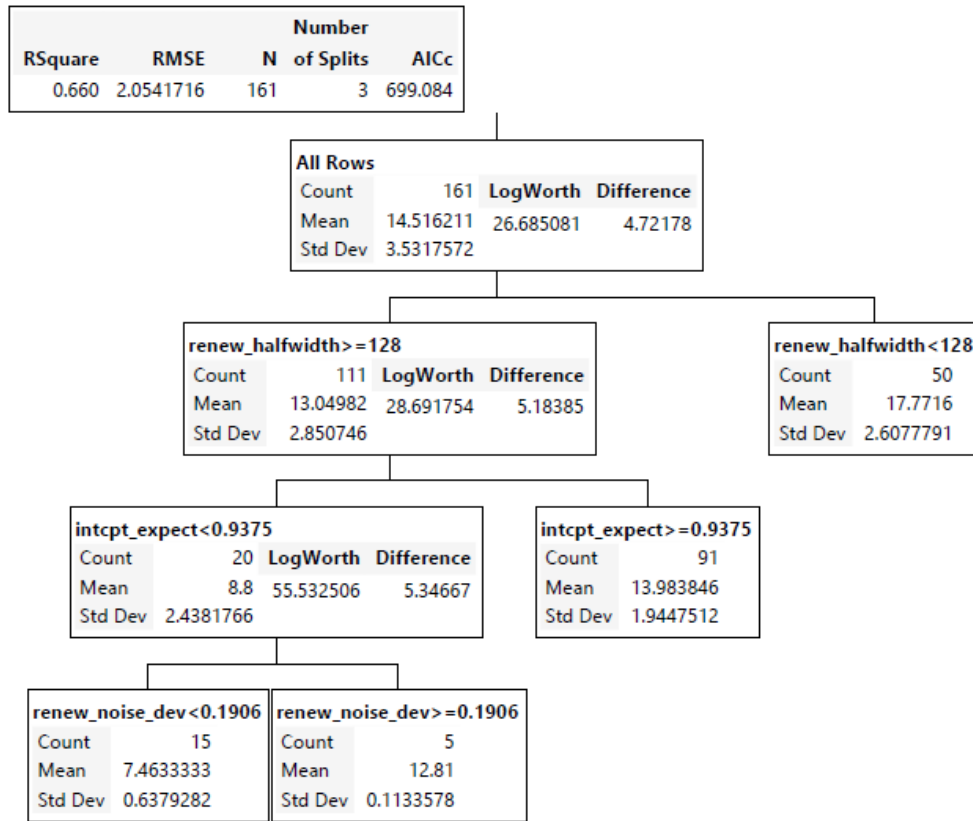 Number
RSquare RMSE N of Splits AICc
0.660 2.0541716 161 3 699.084
All Rows
Count 161 LogWorth Difference
Mean 14.516211 26.685081 4.72178
Std Dev 3.5317572
renew_halfwidth>=128
Count 111 LogWorth Difference
Mean 13.04982 28.691754 5.18385
Std Dev 2.850746
renew_halfwidth<128
Count 50
Mean 17.7716
Std Dev 2.6077791
intcpt_expect<0.9375
Count 20 LogWorth Difference
Mean 8.8 55.532506 5.34667
Std Dev 2.4381766
intcpt_expect>=0.9375
Count 91
Mean 13.983846
Std Dev 1.9447512
renew_noise_dev<0.1906
Count 15
Mean 7.4633333
Std Dev 0.6379282
renew_noise_dev>=0.1906
Count 5
Mean 12.81
Std Dev 0.1133578